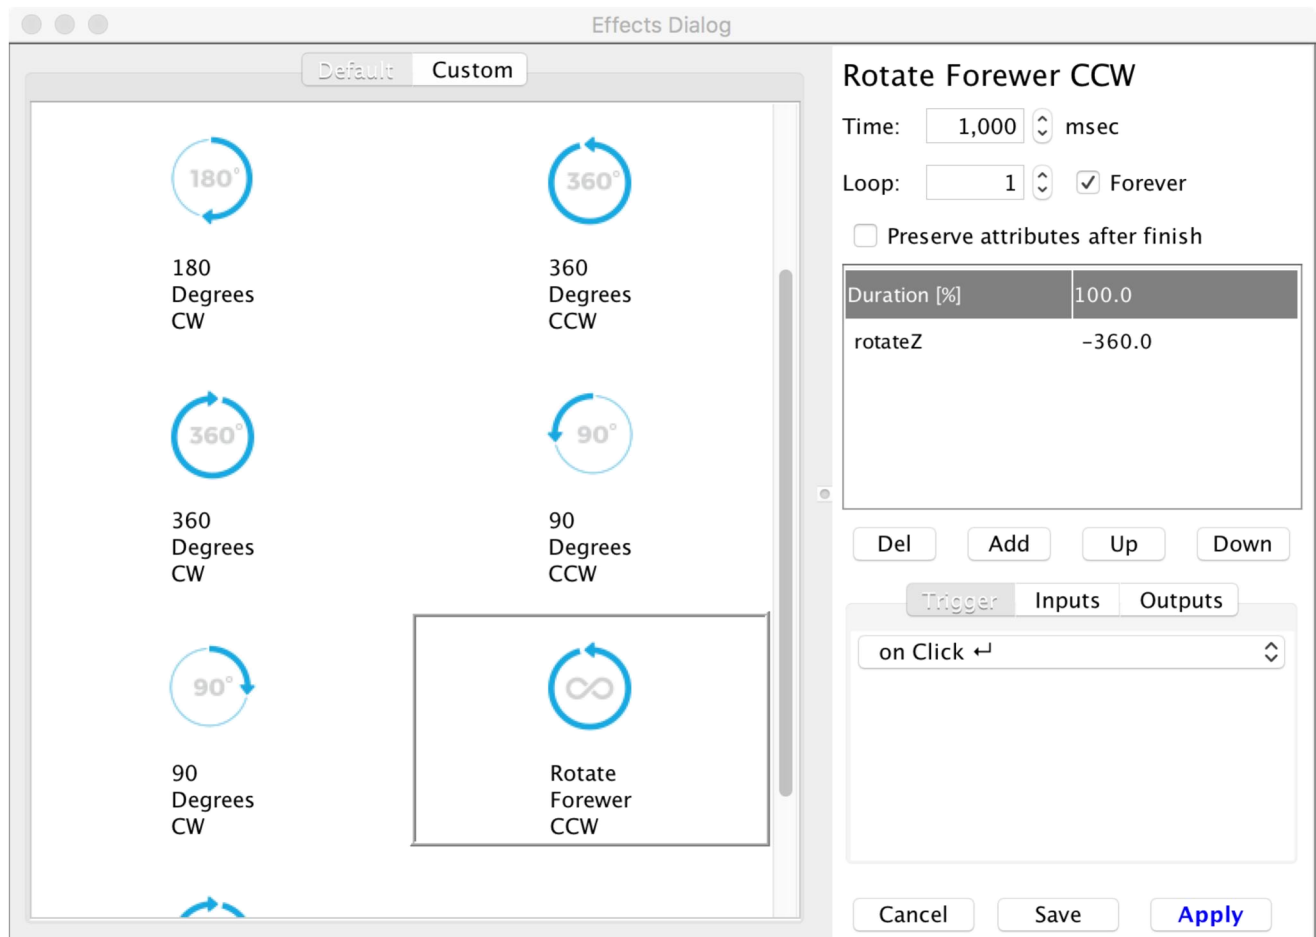 Effects Dialog
Default Custom
180°
180
Degrees
CW
360°
360
Degrees
CCW
360°
360
Degrees
CW
90°
90
Degrees
CCW
90°
90
Degrees
CW
Rotate
Forewer
CCW
Rotate Forewer CCW
Time: 1,000 msec
Loop: 1 Forever
Preserve attributes after finish
Duration [%] 100.0
rotateZ -360.0
Del Add Up Down
Trigger Inputs Outputs
on Click ↵
Cancel Save Apply